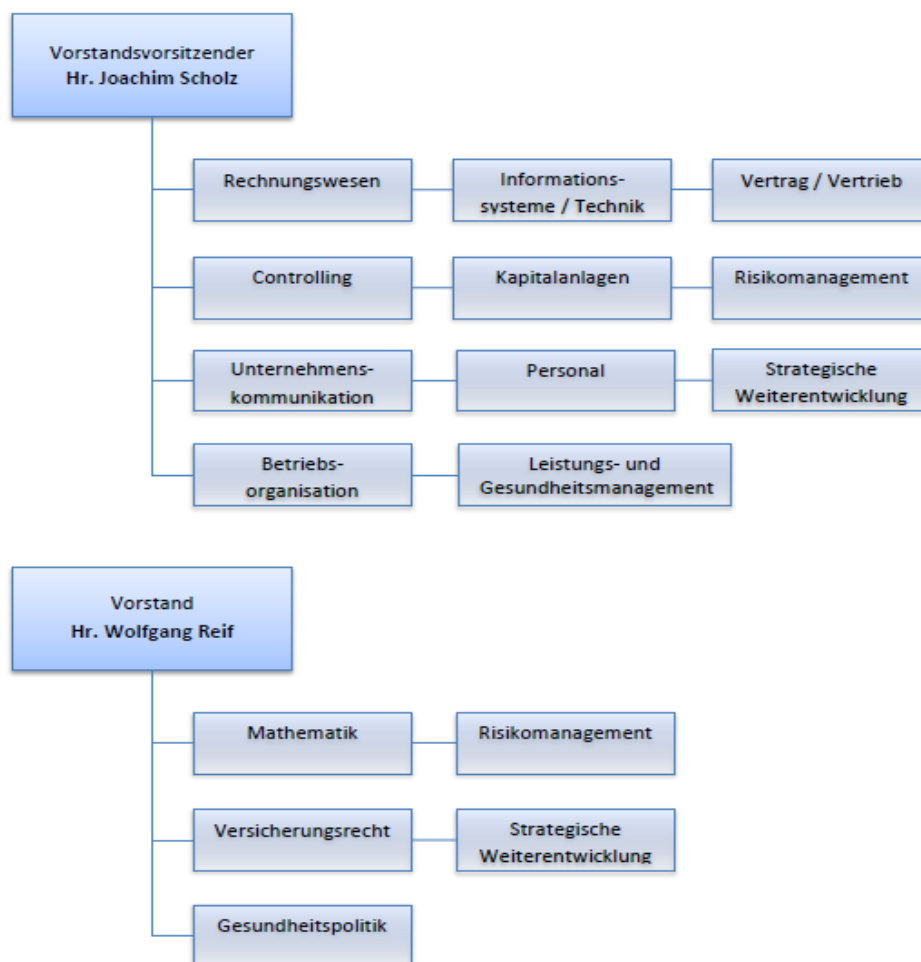 Vorstandsvorsitzender
Hr. Joachim Scholz
Rechnungswesen
Informations-
systeme / Technik
Vertrag / Vertrieb
Controlling
Kapitalanlagen
Risikomanagement
Unternehmens-
kommunikation
Personal
Strategische
Weiterentwicklung
Betriebs-
organisation
Leistungs- und
Gesundheitsmanagement
Vorstand
Hr. Wolfgang Reif
Mathematik
Risikomanagement
Versicherungsrecht
Strategische
Weiterentwicklung
Gesundheitspolitik